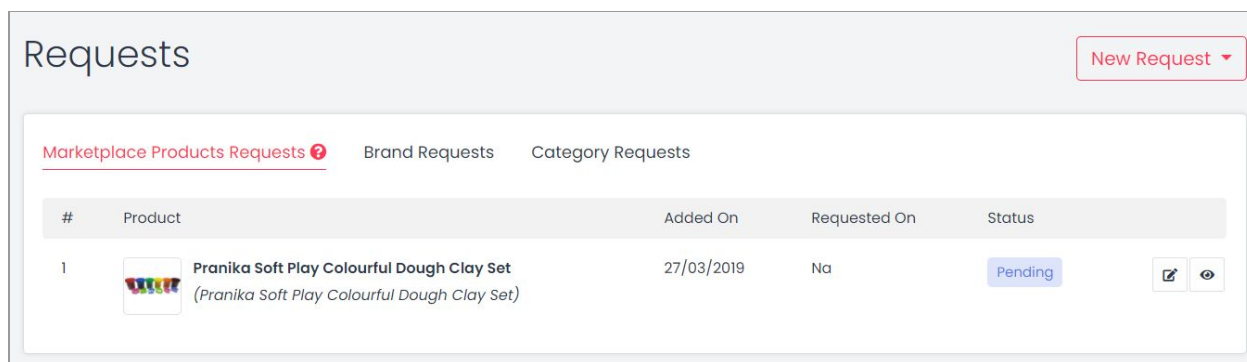 Requests
New Request
Marketplace Products Requests ? Brand Requests Category Requests
# Product Added On Requested On Status
1 Pranika Soft Play Colourful Dough Clay Set 27/03/2019 Na Pending
(Pranika Soft Play Colourful Dough Clay Set)